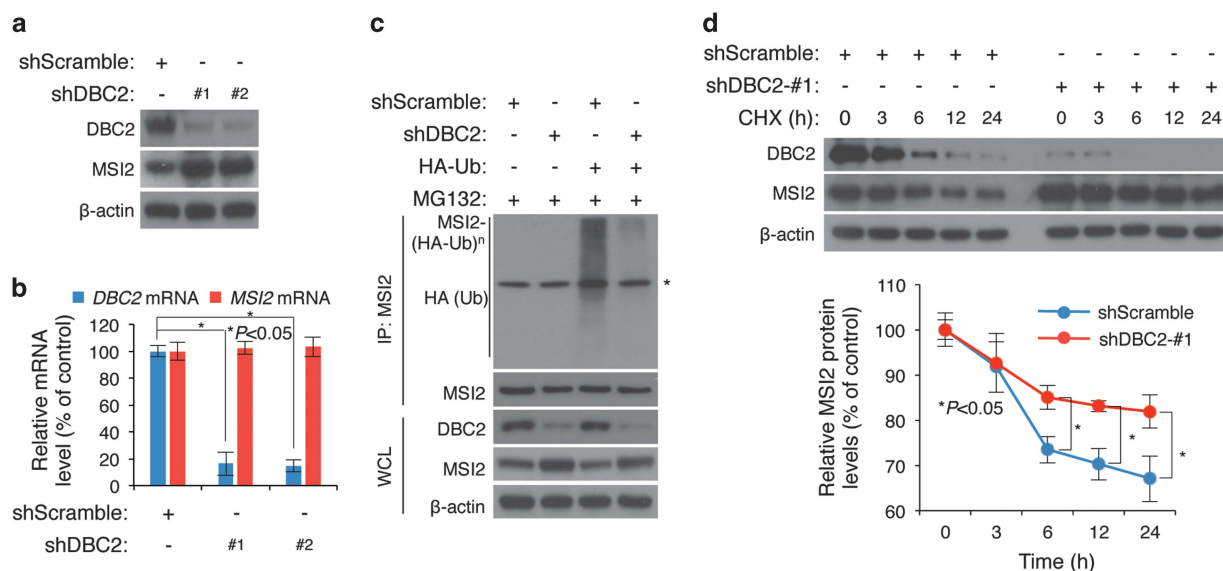 a
shScramble: + - -
shDBC2: - #1 #2
DBC2
MSI2
β-actin
b
DBC2 mRNA MSI2 mRNA
120
100
80
60
40
20
0
Relative mRNA
level (% of control)
* *
*P<0.05
shScramble: + - -
shDBC2: - #1 #2
c
shScramble: + - + -
shDBC2: - + - +
HA-Ub: - - + +
MG132: + + + +
IP: MSI2
MSI2-
(HA-Ub)n
HA (Ub)
*
MSI2
WCL
DBC2
MSI2
β-actin
d
shScramble: + + + + + - - - - -
shDBC2-#1: - - - - - + + + + +
CHX (h): 0 3 6 12 24 0 3 6 12 24
DBC2
MSI2
β-actin
Relative MSI2 protein
levels (% of control)
110
100
90
80
70
60
shScramble
shDBC2-#1
*P<0.05
* * *
0 3 6 12 24
Time (h)